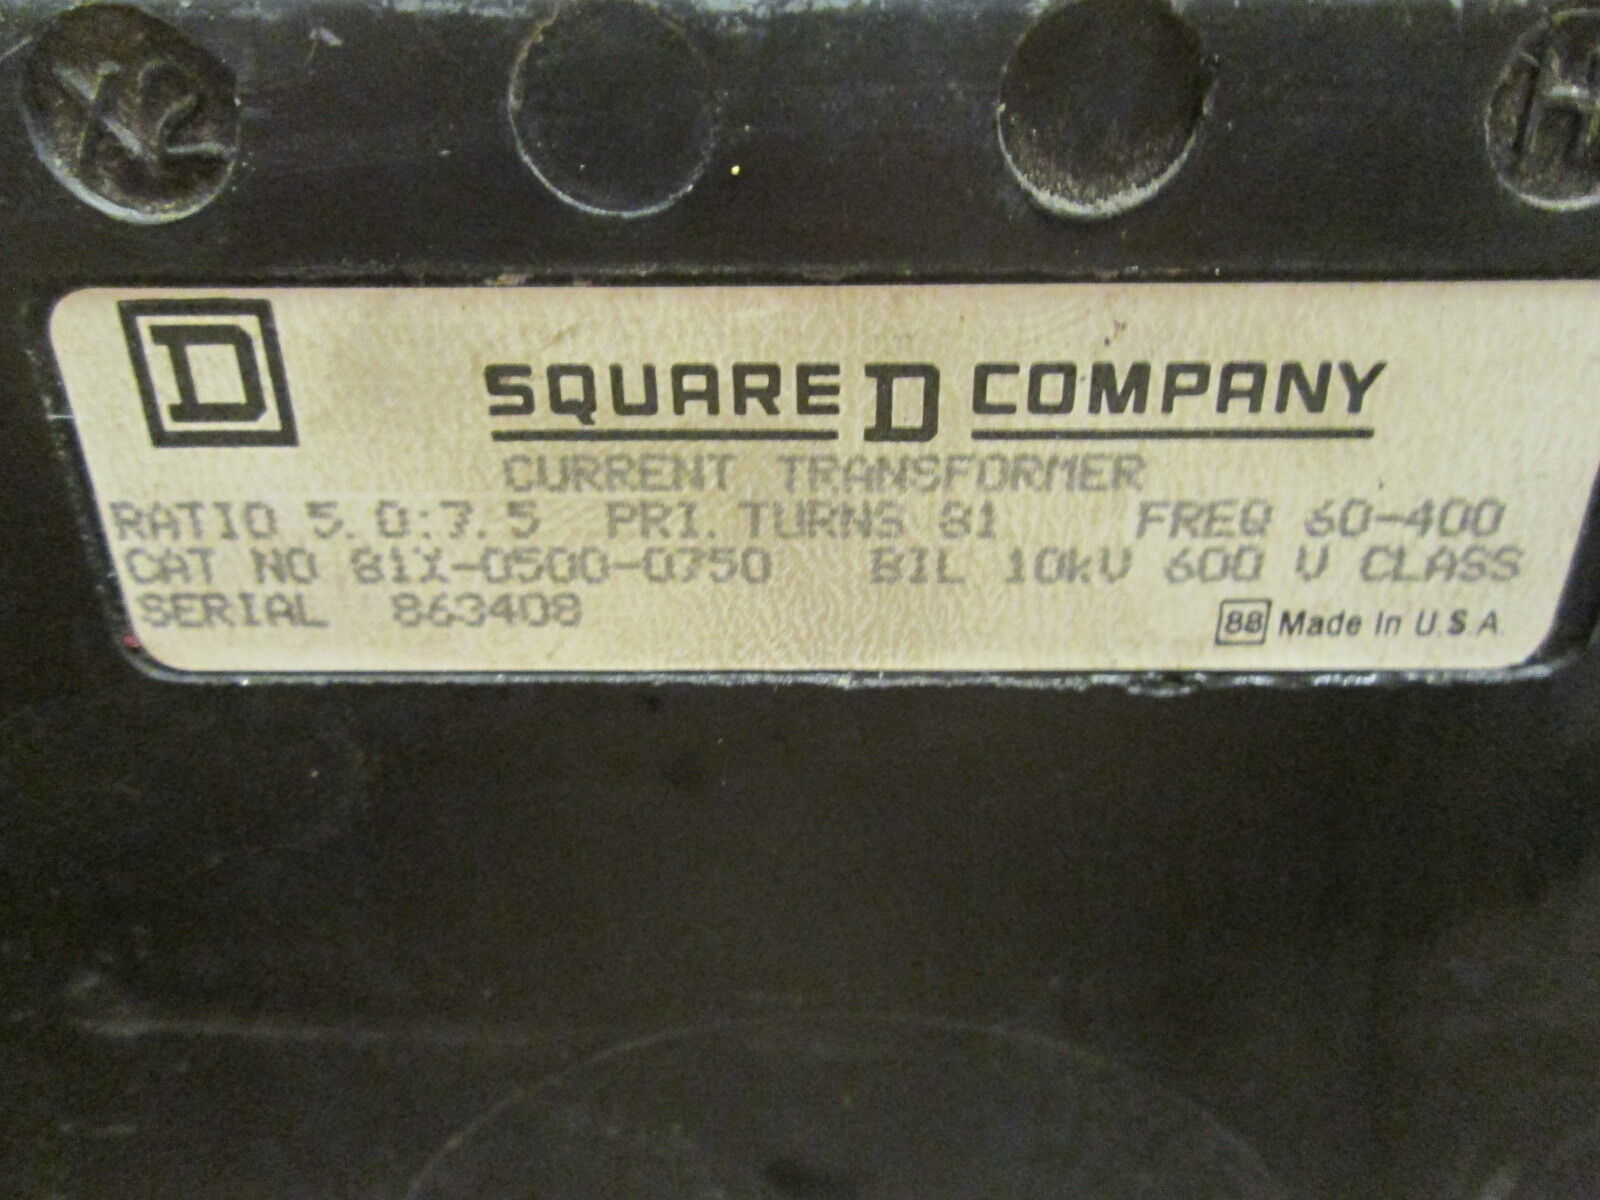 X2
H
D
SQUARE D COMPANY
CURRENT TRANSFORMER
RATIO 5.0:7.5 PRI. TURNS 81 FREQ 60-400
CAT NO 81X-0500-0750 BIL 10kV 600 V CLASS
SERIAL 863408
88 Made In U.S.A.